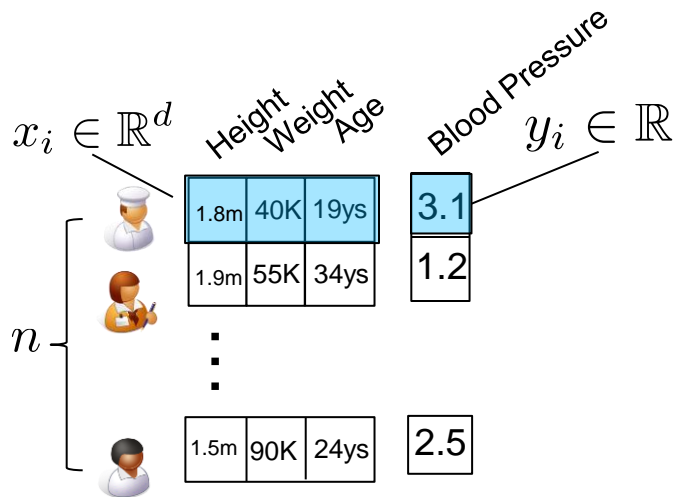 Height Weight Age Blood Pressure
x_i ∈ ℝ^d y_i ∈ ℝ
1.8m 40K 19ys 3.1
1.9m 55K 34ys 1.2
n
⋮
1.5m 90K 24ys 2.5